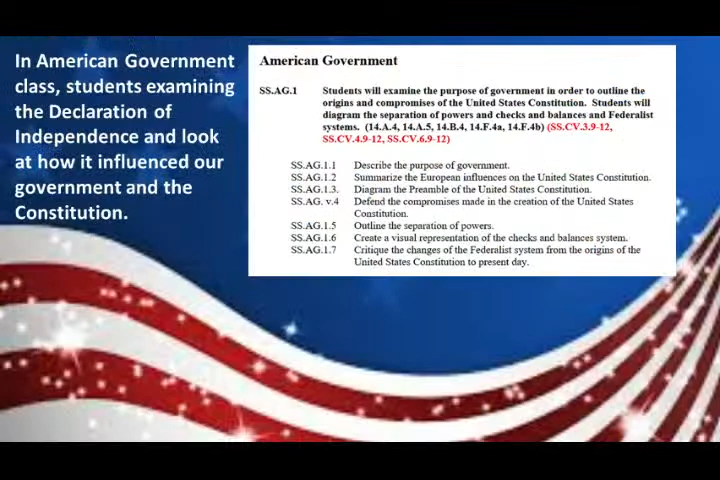 In American Government
class, students examining
the Declaration of
Independence and look
at how it influenced our
government and the
Constitution.
American Government
SS.AG.1 Students will examine the purpose of government in order to outline the
origins and compromises of the United States Constitution. Students will
diagram the separation of powers and checks and balances and Federalist
systems. (14.A.4, 14.A.5, 14.B.4, 14.F.4a, 14.F.4b) (SS.CV.3.9-12,
SS.CV.4.9-12, SS.CV.6.9-12)
SS.AG.1.1 Describe the purpose of government.
SS.AG.1.2 Summarize the European influences on the United States Constitution.
SS.AG.1.3. Diagram the Preamble of the United States Constitution.
SS.AG. v.4 Defend the compromises made in the creation of the United States
Constitution.
SS.AG.1.5 Outline the separation of powers.
SS.AG.1.6 Create a visual representation of the checks and balances system.
SS.AG.1.7 Critique the changes of the Federalist system from the origins of the
United States Constitution to present day.